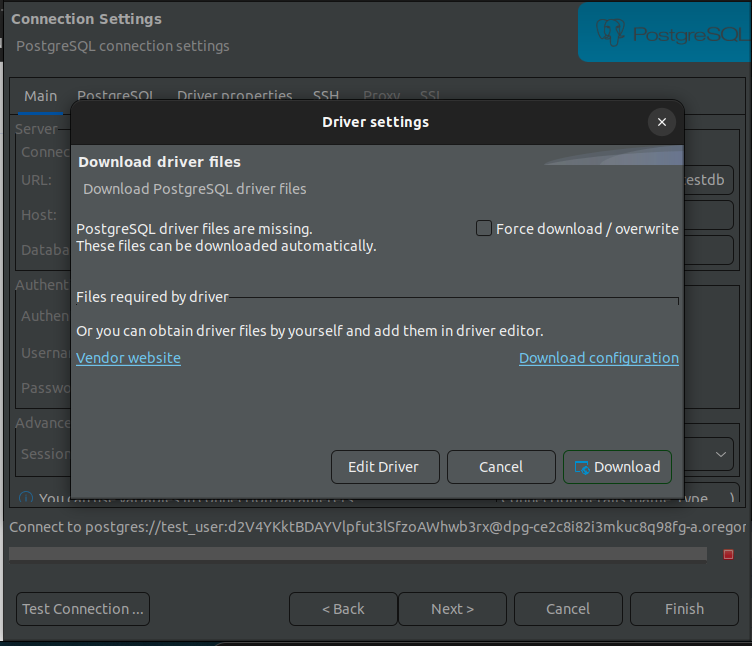 Connection Settings
PostgreSQL connection settings
PostgreSQL
Main PostgreSQL Driver properties SSH Proxy SSL
Server
Connec
URL: estdb
Host:
Databa
Authent
Authen
Userna
Passwo
Advance
Session
Driver settings
Download driver files
Download PostgreSQL driver files
PostgreSQL driver files are missing.
These files can be downloaded automatically.
Force download / overwrite
Files required by driver
Or you can obtain driver files by yourself and add them in driver editor.
Vendor website Download configuration
Edit Driver Cancel Download
Connect to postgres://test_user:d2V4YKktBDAYVlpfut3lSfzoAWhwb3rx@dpg-ce2c8i82i3mkuc8q98fg-a.oregor
Test Connection ... < Back Next > Cancel Finish